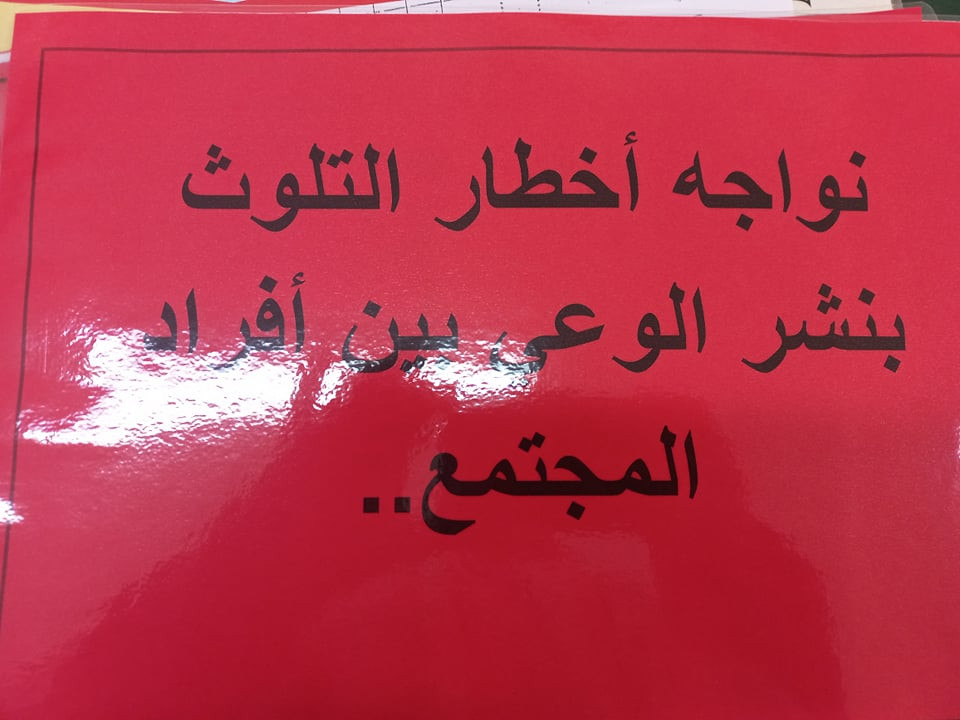 نواجه أخطار التلوث
بنشر الوعي بين أفراد
المجتمع..